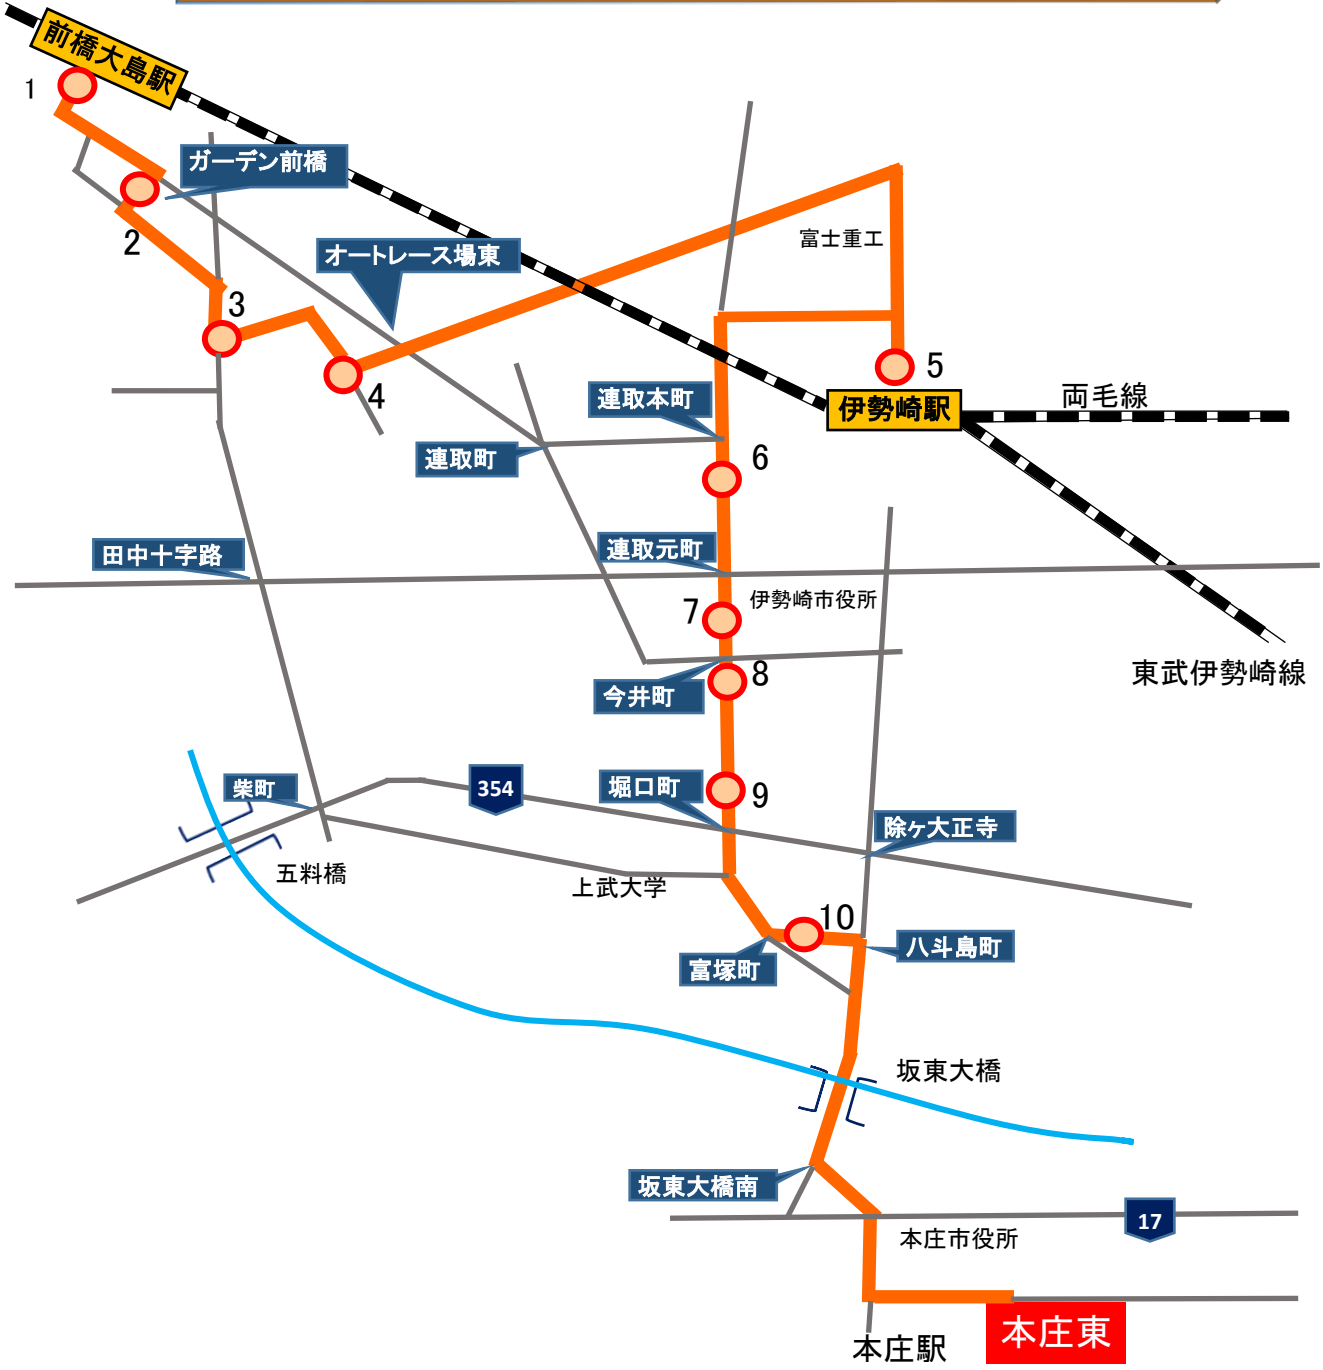 前橋大島駅
1
ガーデン前橋
2
オートレース場東
富士重工
3
4
5
伊勢崎駅
両毛線
連取本町
連取町
6
連取元町
田中十字路
伊勢崎市役所
7
8
東武伊勢崎線
今井町
柴町
354
堀口町
9
除ヶ大正寺
五料橋
上武大学
10
八斗島町
富塚町
坂東大橋
坂東大橋南
17
本庄市役所
本庄東
本庄駅